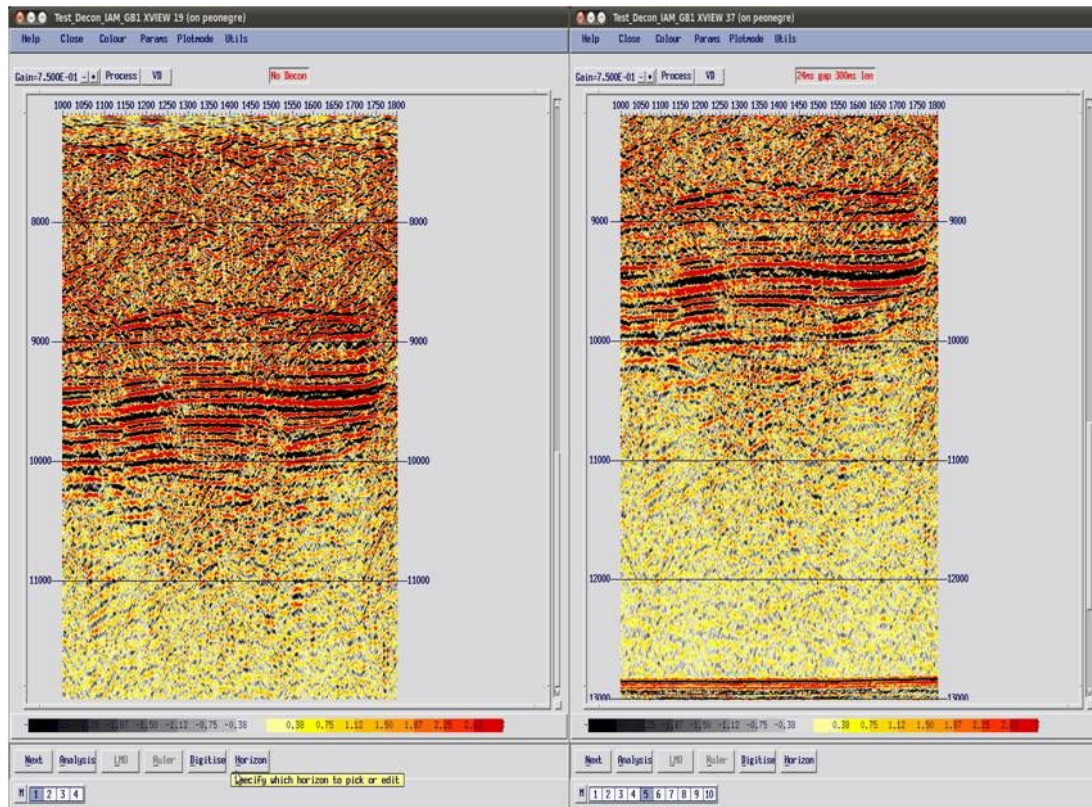 Test_Decon_IAM_GB1 XVIEW 19 (on peonegre)
Help Close Colour Params Plotmode Utils
Gain=7.500E-01 - + Process VD No Decon
1000 1050 1100 1150 1200 1250 1300 1350 1400 1450 1500 1550 1600 1650 1700 1750 1800
8000 8000
9000 9000
10000 10000
11000 11000
-1.87 -1.50 -1.12 -0.75 -0.38 0.38 0.75 1.12 1.50 1.87 2.25
Next Analysis LMO Ruler Digitise Horizon
Specify which horizon to pick or edit
M 1 2 3 4
Test_Decon_IAM_GB1 XVIEW 37 (on peonegre)
Help Close Colour Params Plotmode Utils
Gain=7.500E-01 - + Process VD 24ms gap 300ms len
1000 1050 1100 1150 1200 1250 1300 1350 1400 1450 1500 1550 1600 1650 1700 1750 1800
9000 9000
10000 10000
11000 11000
12000 12000
13000 13000
-1.87 -1.50 -1.12 -0.75 -0.38 0.38 0.75 1.12 1.50 1.87 2.25
Next Analysis LMO Ruler Digitise Horizon
M 1 2 3 4 5 6 7 8 9 10